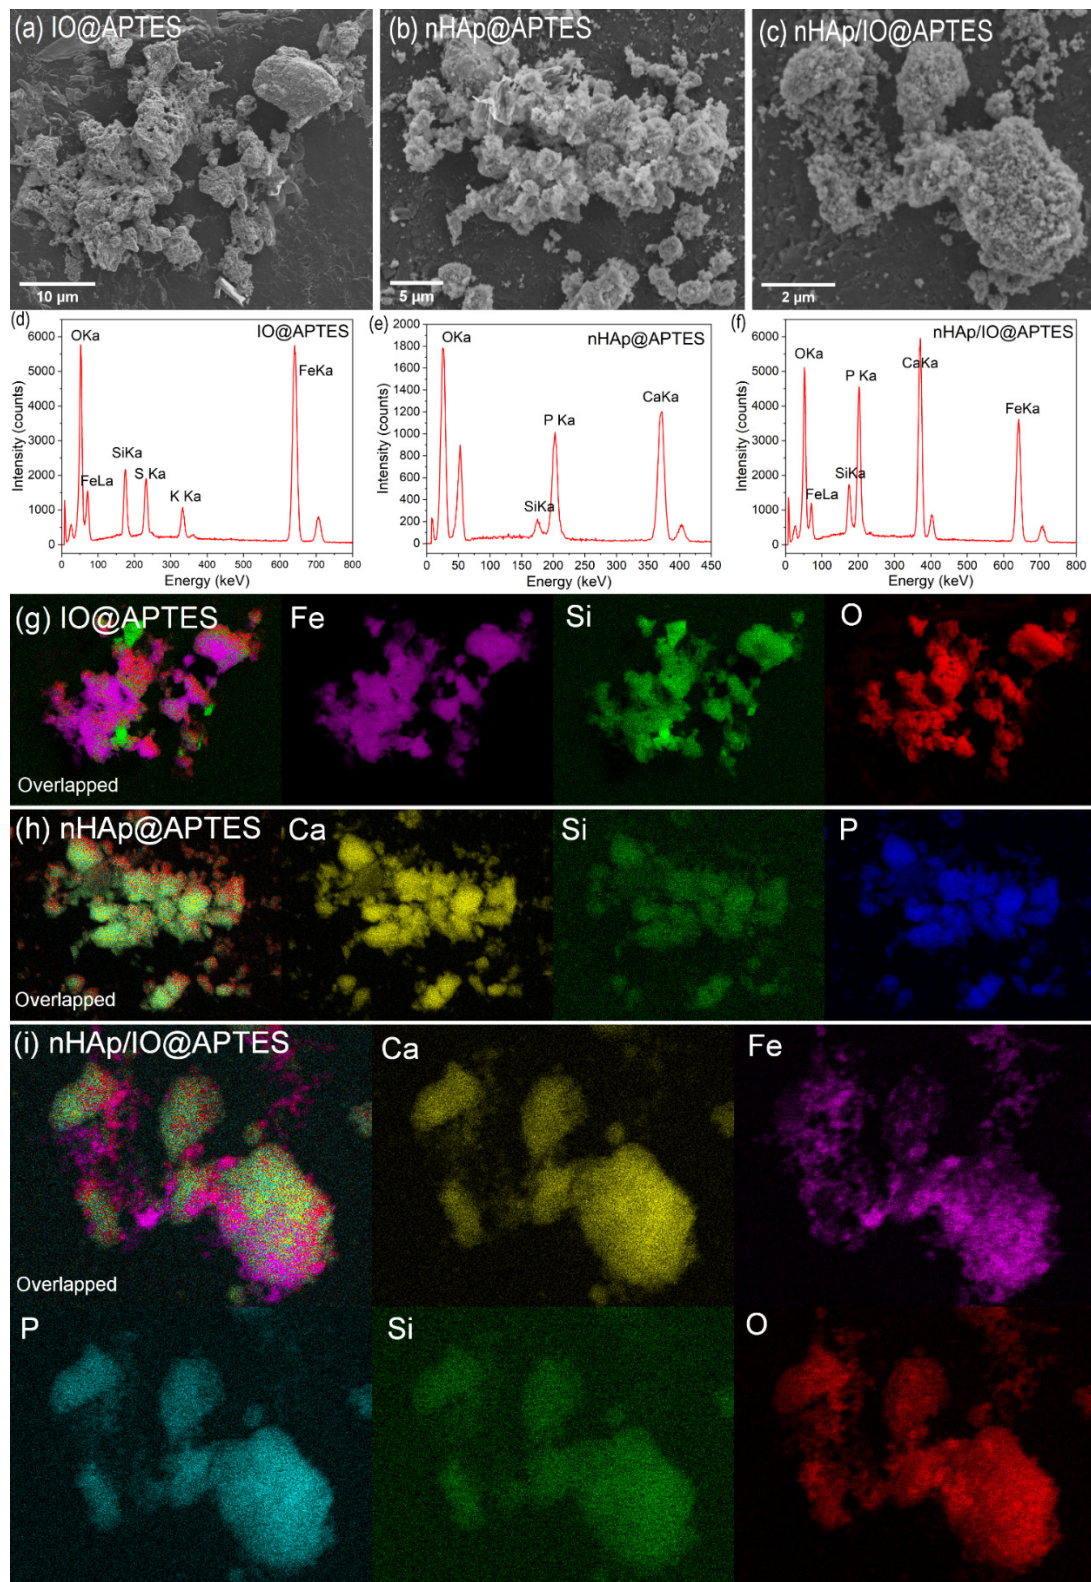 (a) IO@APTES
10 µm
(b) nHAp@APTES
5 µm
(c) nHAp/IO@APTES
2 µm
(d)
IO@APTES
OKa
FeLa
SiKa
S Ka
K Ka
FeKa
6000
5000
4000
3000
2000
1000
0
0 100 200 300 400 500 600 700 800
Intensity (counts)
Energy (keV)
(e)
nHAp@APTES
OKa
SiKa
P Ka
CaKa
2000
1800
1600
1400
1200
1000
800
600
400
200
0
0 50 100 150 200 250 300 350 400 450
Intensity (counts)
Energy (keV)
(f)
nHAp/IO@APTES
OKa
FeLa
SiKa
P Ka
CaKa
FeKa
6000
5000
4000
3000
2000
1000
0
0 100 200 300 400 500 600 700 800
Intensity (counts)
Energy (keV)
(g) IO@APTES
Overlapped
Fe
Si
O
(h) nHAp@APTES
Overlapped
Ca
Si
P
(i) nHAp/IO@APTES
Overlapped
Ca
Fe
P
Si
O